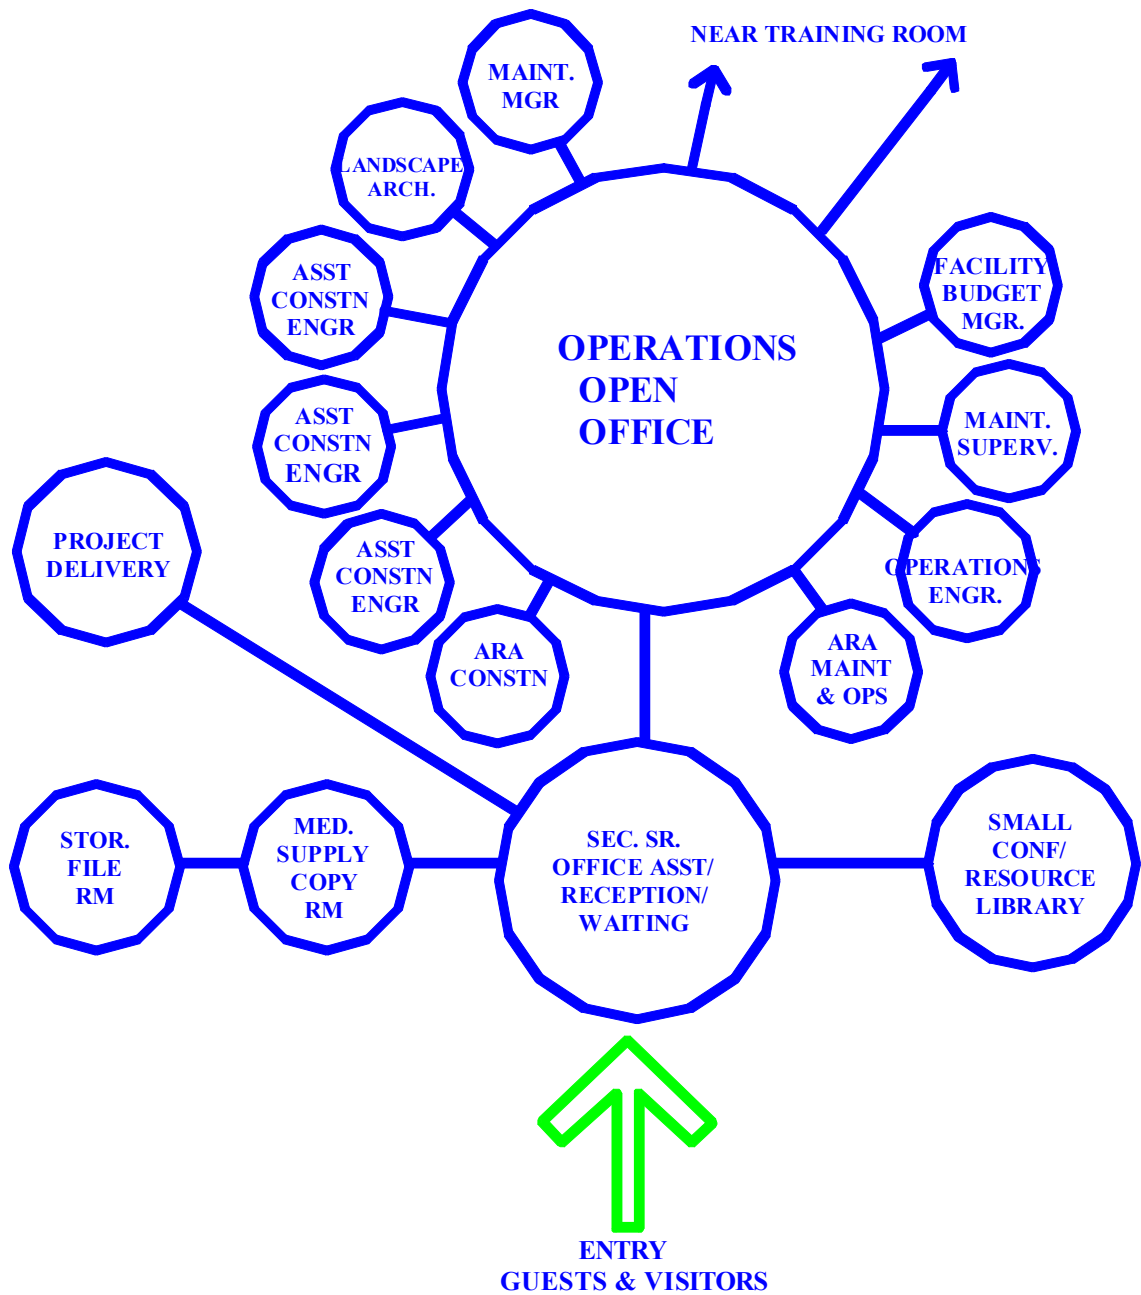 NEAR TRAINING ROOM
MAINT.
MGR
LANDSCAPE
ARCH.
ASST
CONSTN
ENGR
FACILITY
BUDGET
MGR.
OPERATIONS
OPEN
OFFICE
ASST
CONSTN
ENGR
MAINT.
SUPERV.
PROJECT
DELIVERY
ASST
CONSTN
ENGR
OPERATIONS
ENGR.
ARA
CONSTN
ARA
MAINT
& OPS
STOR.
FILE
RM
MED.
SUPPLY
COPY
RM
SEC. SR.
OFFICE ASST/
RECEPTION/
WAITING
SMALL
CONF/
RESOURCE
LIBRARY
ENTRY
GUESTS & VISITORS